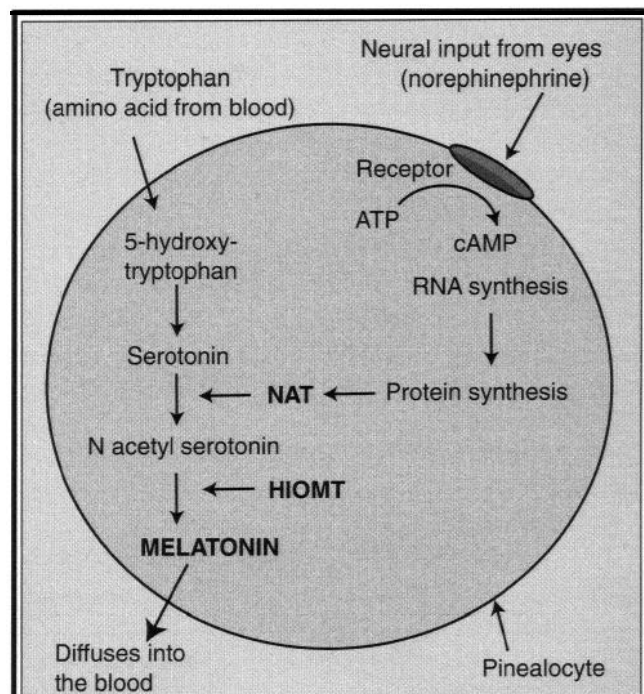 Tryptophan
(amino acid from blood)
Neural input from eyes
(norephinephrine)
Receptor
ATP
cAMP
5-hydroxy-
tryptophan
RNA synthesis
Serotonin
NAT
Protein synthesis
N acetyl serotonin
HIOMT
MELATONIN
Diffuses into
the blood
Pinealocyte